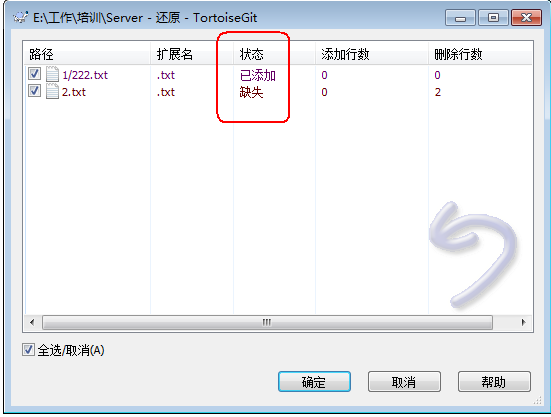 E:\工作\培训\Server - 还原 - TortoiseGit
路径 扩展名 状态 添加行数 删除行数
1/222.txt .txt 已添加 0 0
2.txt .txt 缺失 0 2
全选/取消(A)
确定 取消 帮助